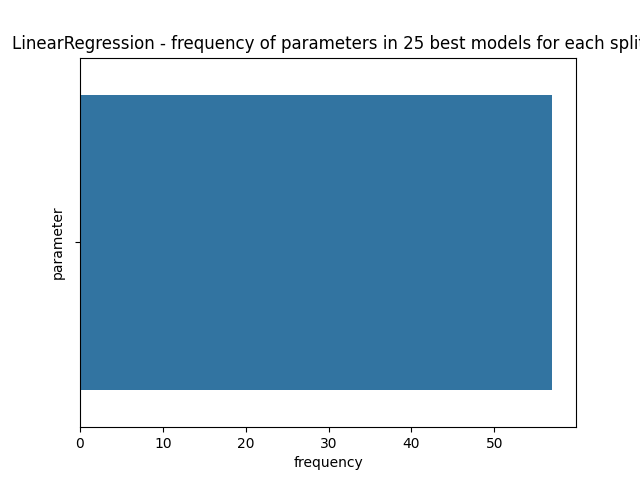 LinearRegression - frequency of parameters in 25 best models for each split
parameter
0 10 20 30 40 50
frequency